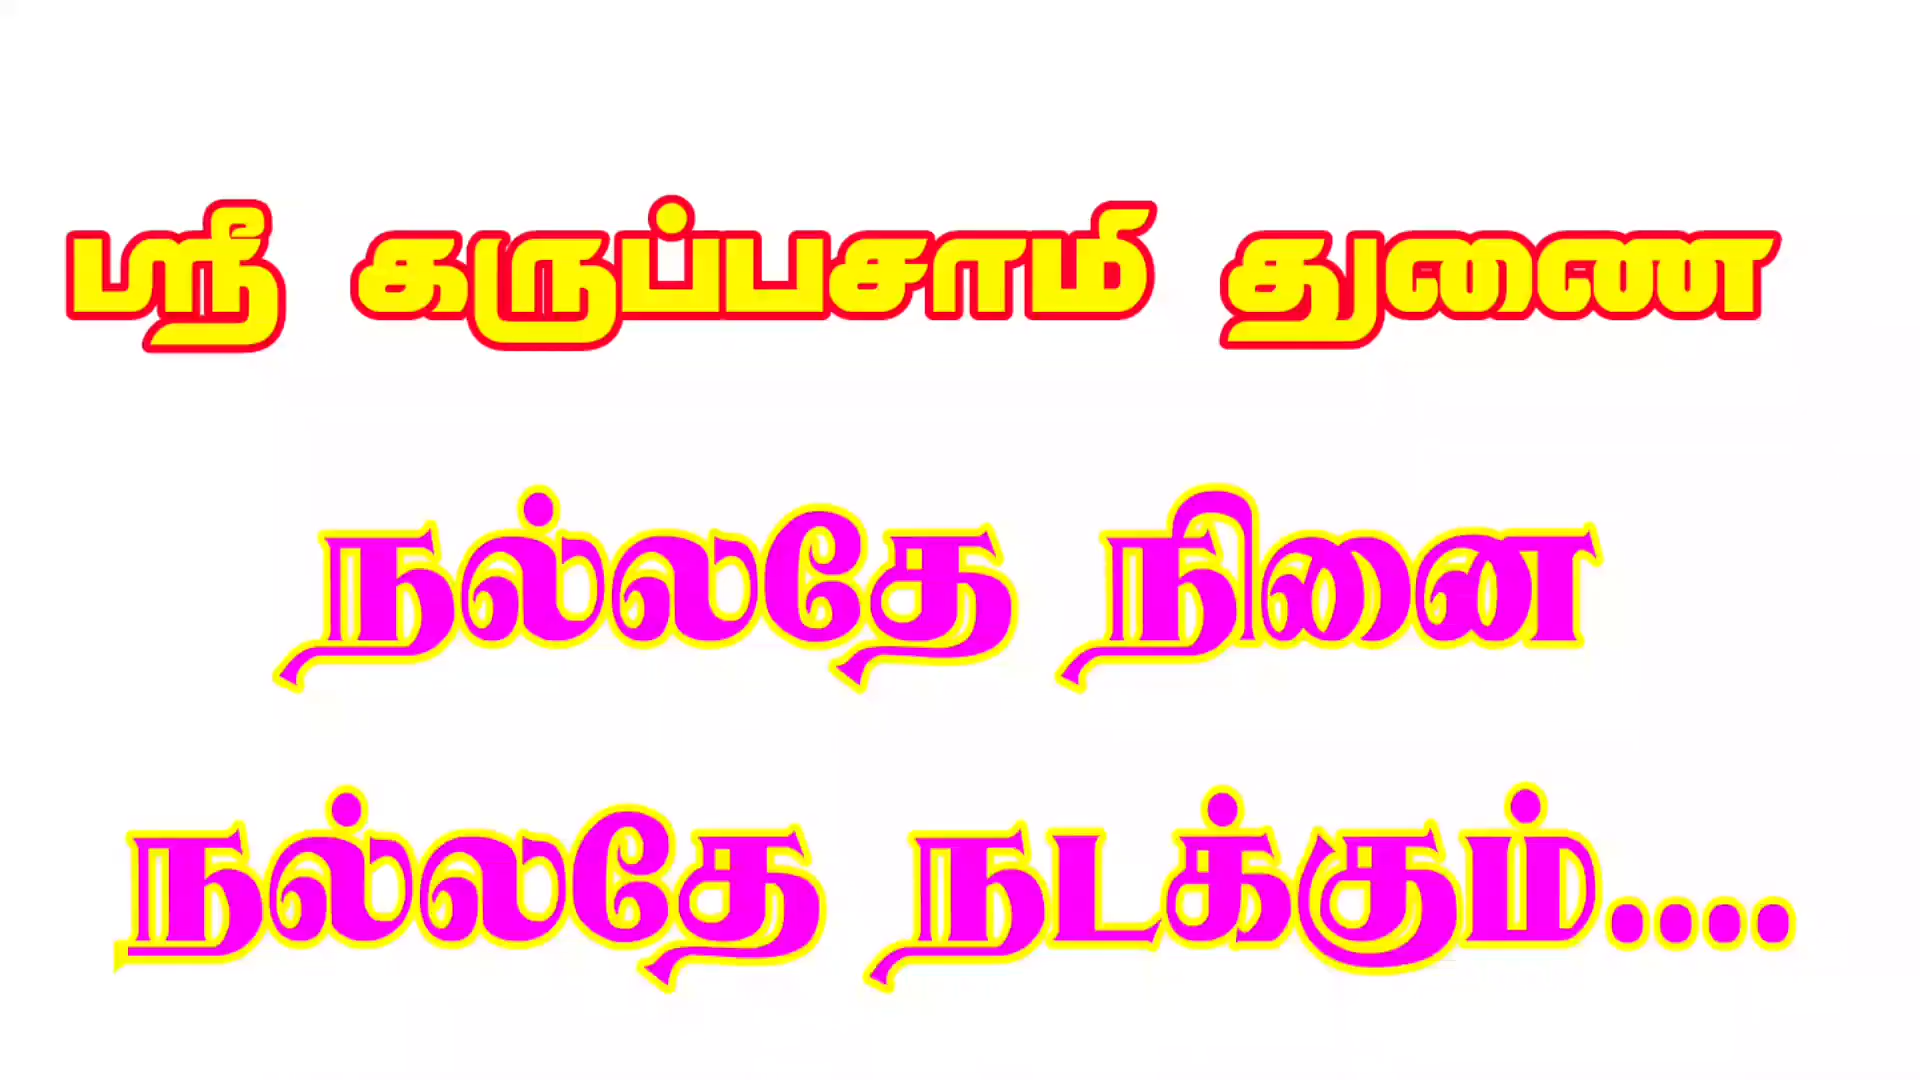 ஸ்ரீ கருப்பசாமி துணை
நல்லதே நினை
நல்லதே நடக்கும்....